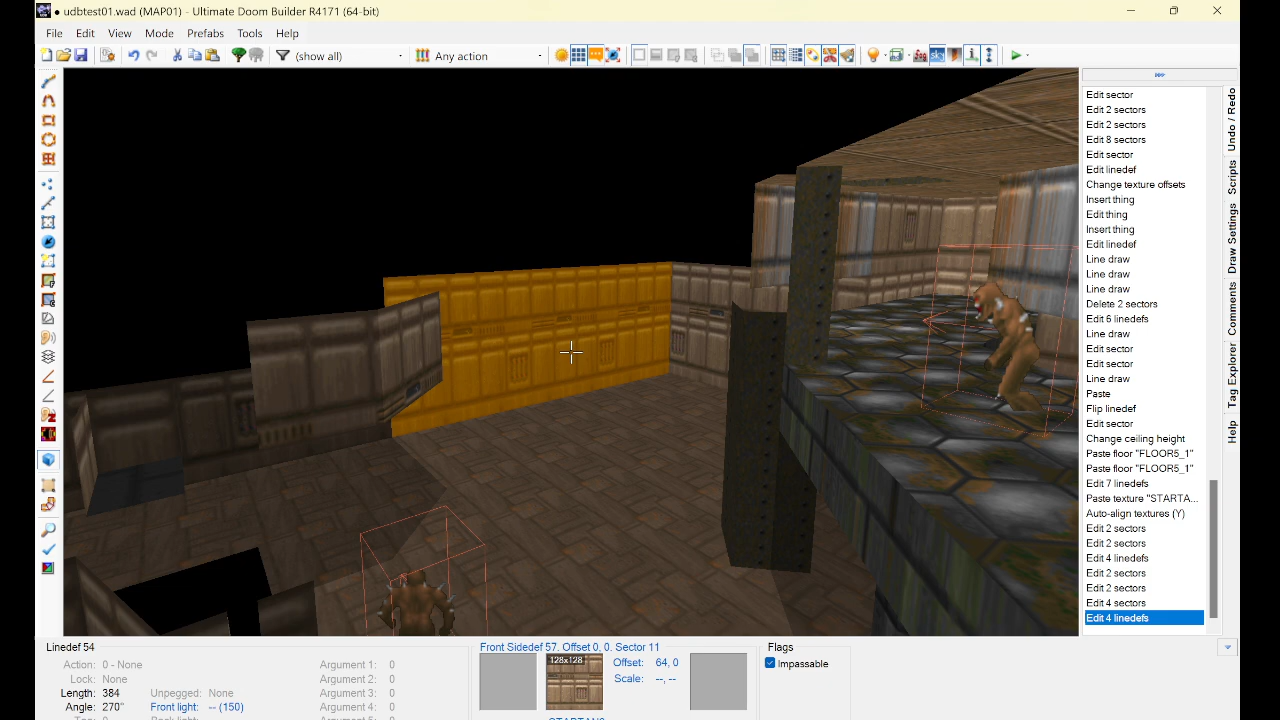 udbtest01.wad (MAP01) - Ultimate Doom Builder R4171 (64-bit)
File Edit View Mode Prefabs Tools Help
(show all) Any action
Edit sector
Edit 2 sectors
Edit 2 sectors
Edit 8 sectors
Edit sector
Edit linedef
Change texture offsets
Insert thing
Edit thing
Insert thing
Edit linedef
Line draw
Line draw
Line draw
Delete 2 sectors
Edit 6 linedefs
Line draw
Edit sector
Edit sector
Line draw
Paste
Flip linedef
Edit sector
Change ceiling height
Paste floor "FLOOR5_1"
Paste floor "FLOOR5_1"
Edit 7 linedefs
Paste texture "STARTA...
Auto-align textures (Y)
Edit 2 sectors
Edit 2 sectors
Edit 4 linedefs
Edit 2 sectors
Edit 2 sectors
Edit 4 sectors
Edit 4 linedefs
Undo / Redo
Scripts
Draw Settings
Comments
Tag Explorer
Help
Linedef 54
Action: 0 - None
Lock: None
Length: 384 Unpegged: None
Angle: 270° Front light: -- (150)
Argument 1: 0
Argument 2: 0
Argument 3: 0
Argument 4: 0
Front Sidedef 57. Offset 0, 0. Sector 11
128x128
Offset: 64, 0
Scale: --, --
Flags
Impassable